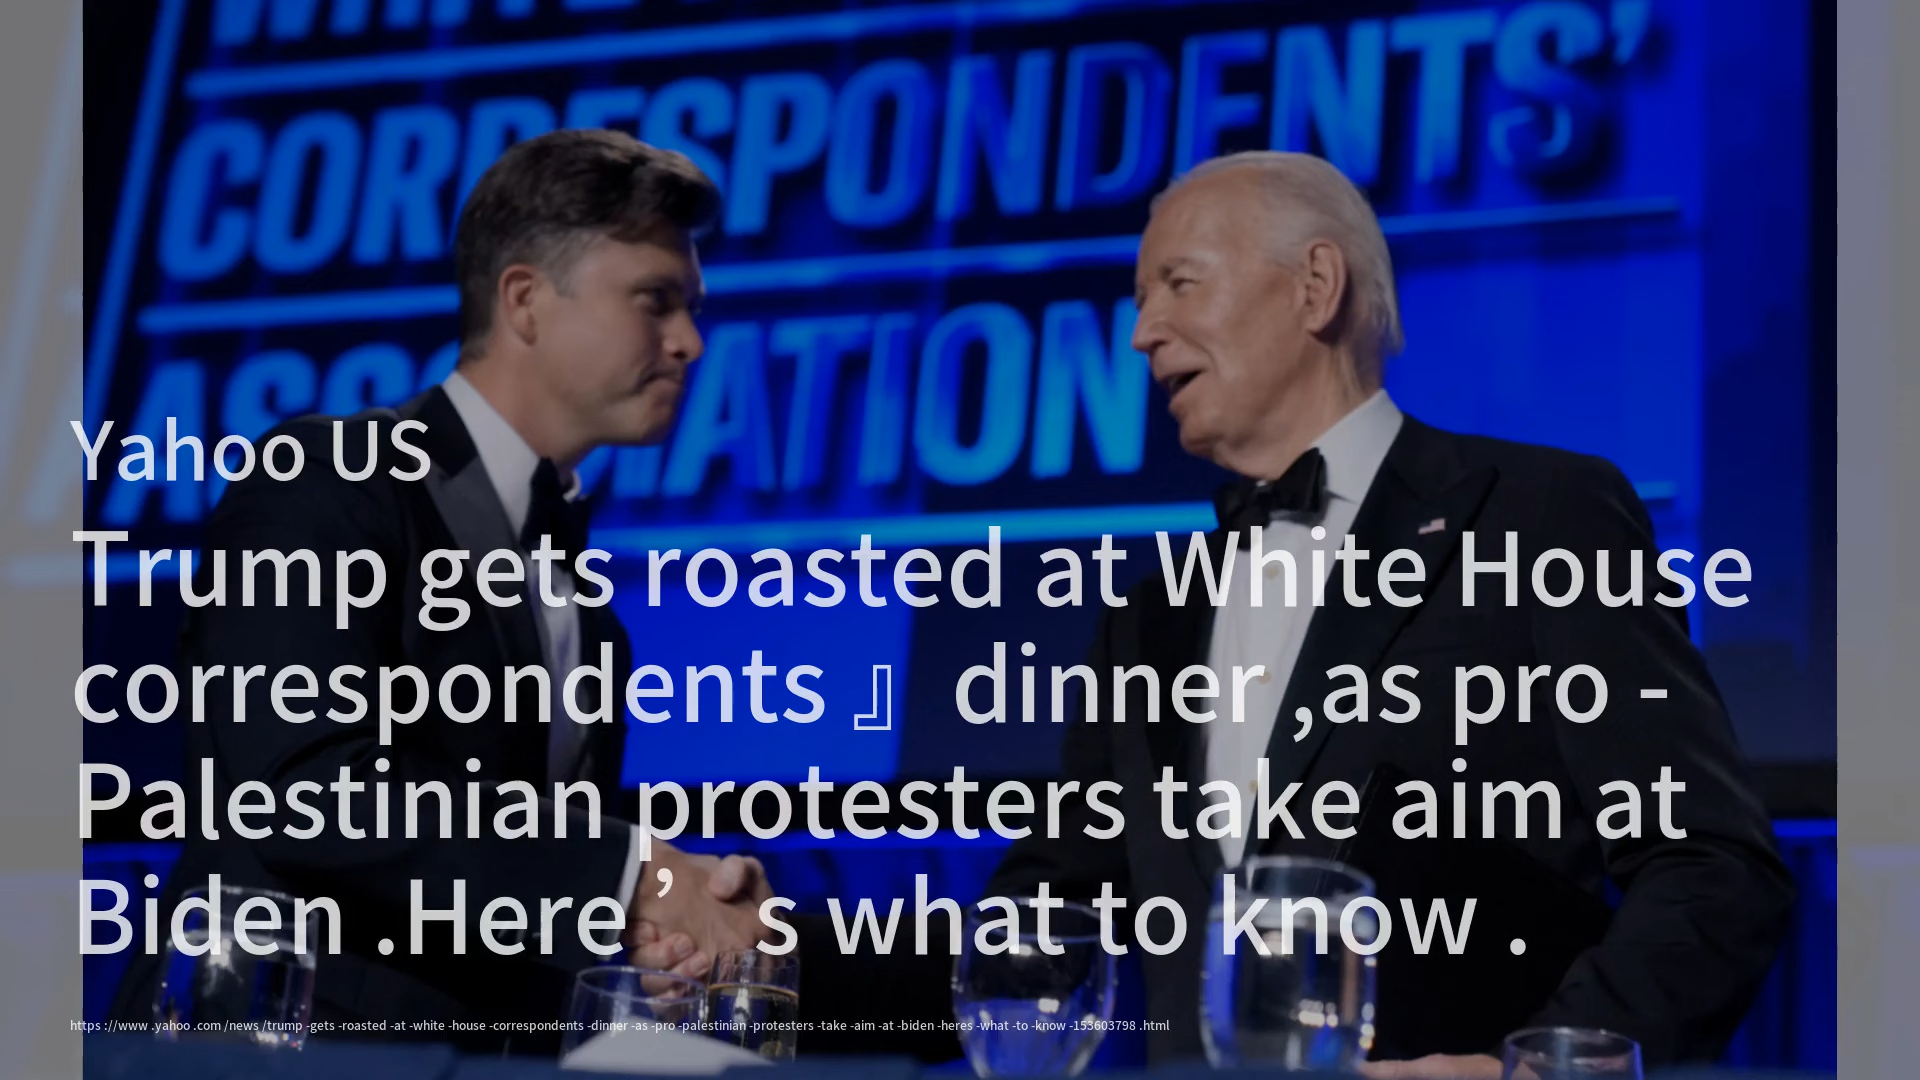 CORRESPONDENTS’
ASSOCIATION
Yahoo US
Trump gets roasted at White House
correspondents 』 dinner ,as pro -
Palestinian protesters take aim at
Biden .Here ’ s what to know .
https ://www .yahoo .com /news /trump -gets -roasted -at -white -house -correspondents -dinner -as -pro -palestinian -protesters -take -aim -at -biden -heres -what -to -know -153603798 .html